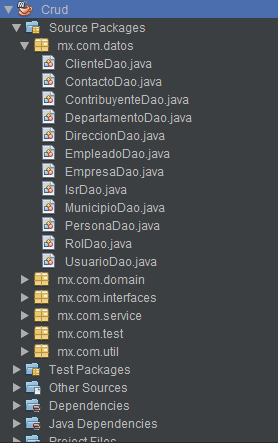 Crud
Source Packages
mx.com.datos
ClienteDao.java
ContactoDao.java
ContribuyenteDao.java
DepartamentoDao.java
DireccionDao.java
EmpleadoDao.java
EmpresaDao.java
IsrDao.java
MunicipioDao.java
PersonaDao.java
RolDao.java
UsuarioDao.java
mx.com.domain
mx.com.interfaces
mx.com.service
mx.com.test
mx.com.util
Test Packages
Other Sources
Dependencies
Java Dependencies
Project Files